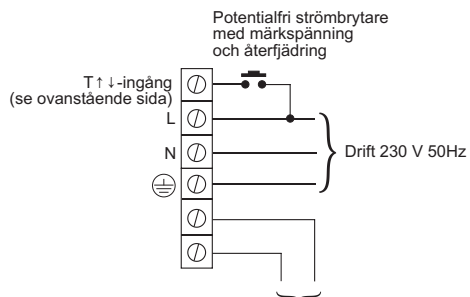 Potentialfri strömbrytare
med märkspänning
och återfjädring
T↑↓-ingång
(se ovanstående sida)
L
N
Drift 230 V 50Hz